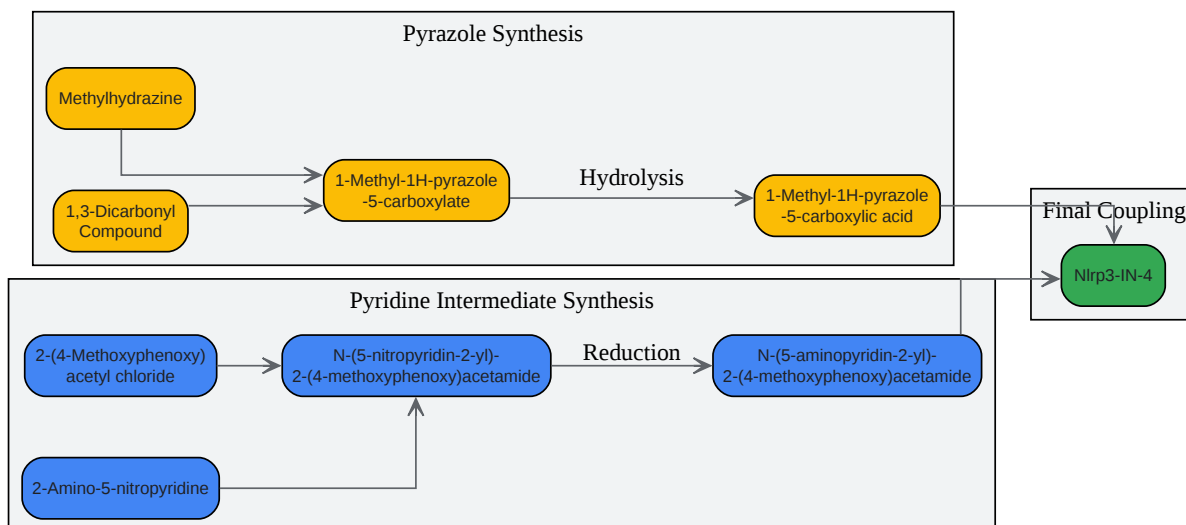 Pyrazole Synthesis
Methylhydrazine
1,3-Dicarbonyl
Compound
1-Methyl-1H-pyrazole
-5-carboxylate
Hydrolysis
1-Methyl-1H-pyrazole
-5-carboxylic acid
Final Coupling
Nlrp3-IN-4
Pyridine Intermediate Synthesis
2-(4-Methoxyphenoxy)
acetyl chloride
2-Amino-5-nitropyridine
N-(5-nitropyridin-2-yl)-
2-(4-methoxyphenoxy)acetamide
Reduction
N-(5-aminopyridin-2-yl)-
2-(4-methoxyphenoxy)acetamide